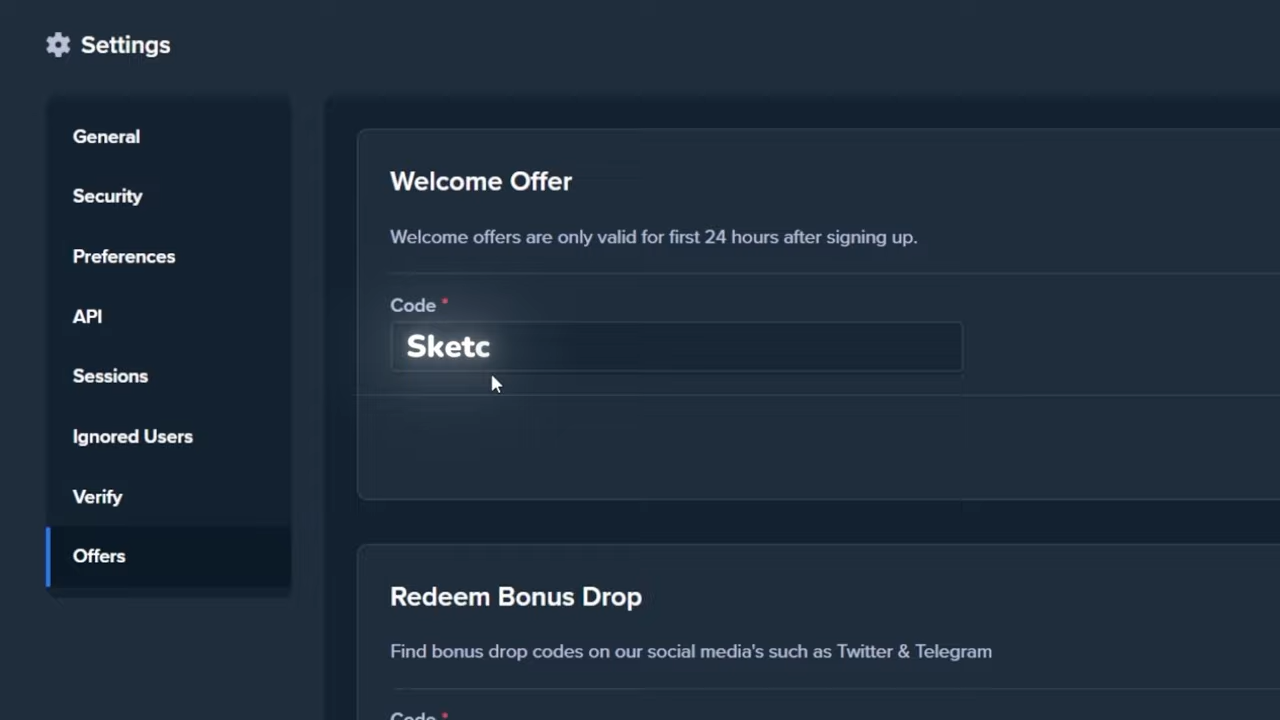 Settings
General
Security
Preferences
API
Sessions
Ignored Users
Verify
Offers
Welcome Offer
Welcome offers are only valid for first 24 hours after signing up.
Code *
Sketc
Redeem Bonus Drop
Find bonus drop codes on our social media's such as Twitter & Telegram
Code *